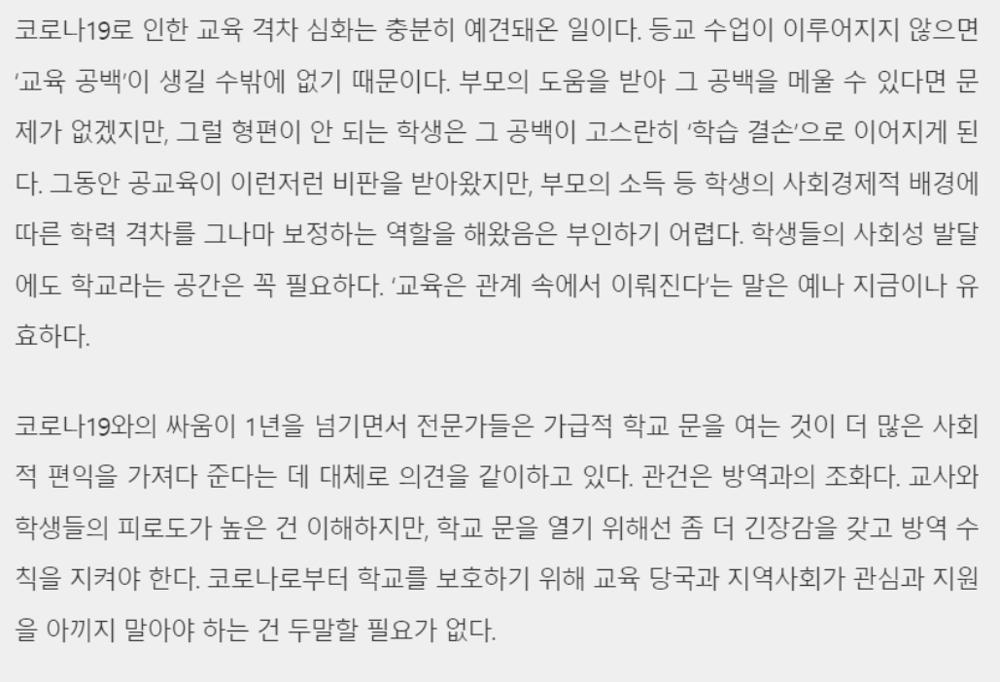 코로나19로 인한 교육 격차 심화는 충분히 예견돼온 일이다. 등교 수업이 이루어지지 않으면
‘교육 공백’이 생길 수밖에 없기 때문이다. 부모의 도움을 받아 그 공백을 메울 수 있다면 문
제가 없겠지만, 그럴 형편이 안 되는 학생은 그 공백이 고스란히 ‘학습 결손’으로 이어지게 된
다. 그동안 공교육이 이런저런 비판을 받아왔지만, 부모의 소득 등 학생의 사회경제적 배경에
따른 학력 격차를 그나마 보정하는 역할을 해왔음은 부인하기 어렵다. 학생들의 사회성 발달
에도 학교라는 공간은 꼭 필요하다. ‘교육은 관계 속에서 이뤄진다’는 말은 예나 지금이나 유
효하다.
코로나19와의 싸움이 1년을 넘기면서 전문가들은 가급적 학교 문을 여는 것이 더 많은 사회
적 편익을 가져다 준다는 데 대체로 의견을 같이하고 있다. 관건은 방역과의 조화다. 교사와
학생들의 피로도가 높은 건 이해하지만, 학교 문을 열기 위해선 좀 더 긴장감을 갖고 방역 수
칙을 지켜야 한다. 코로나로부터 학교를 보호하기 위해 교육 당국과 지역사회가 관심과 지원
을 아끼지 말아야 하는 건 두말할 필요가 없다.